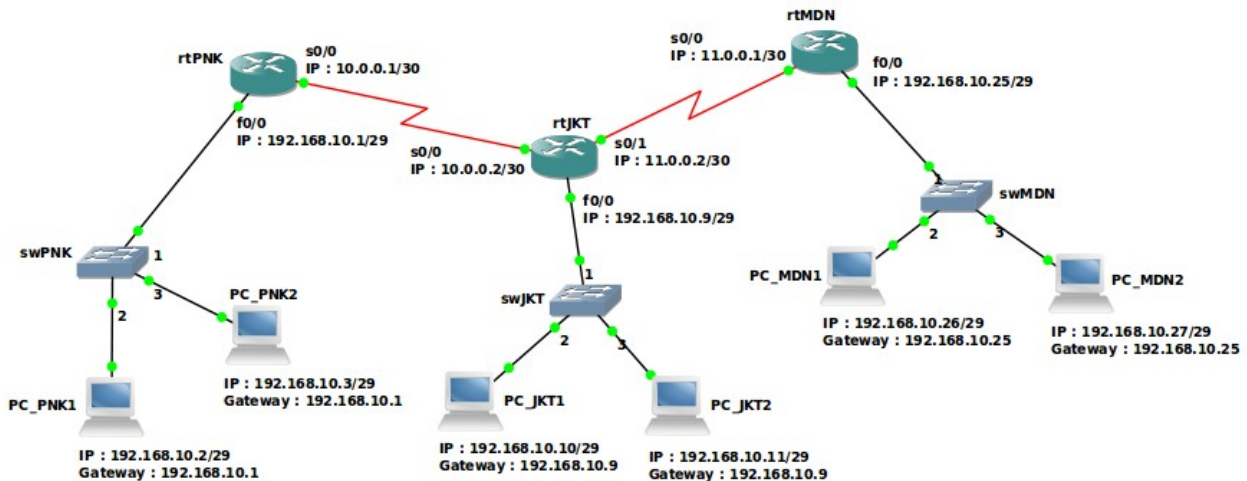 rtPNK
s0/0
IP : 10.0.0.1/30
f0/0
IP : 192.168.10.1/29
rtMDN
s0/0
IP : 11.0.0.1/30
f0/0
IP : 192.168.10.25/29
rtJKT
s0/0
IP : 10.0.0.2/30
s0/1
IP : 11.0.0.2/30
f0/0
IP : 192.168.10.9/29
swPNK
1
2
3
PC_PNK2
IP : 192.168.10.3/29
Gateway : 192.168.10.1
PC_PNK1
IP : 192.168.10.2/29
Gateway : 192.168.10.1
swJKT
1
2
3
PC_JKT1
IP : 192.168.10.10/29
Gateway : 192.168.10.9
PC_JKT2
IP : 192.168.10.11/29
Gateway : 192.168.10.9
swMDN
1
2
3
PC_MDN1
IP : 192.168.10.26/29
Gateway : 192.168.10.25
PC_MDN2
IP : 192.168.10.27/29
Gateway : 192.168.10.25